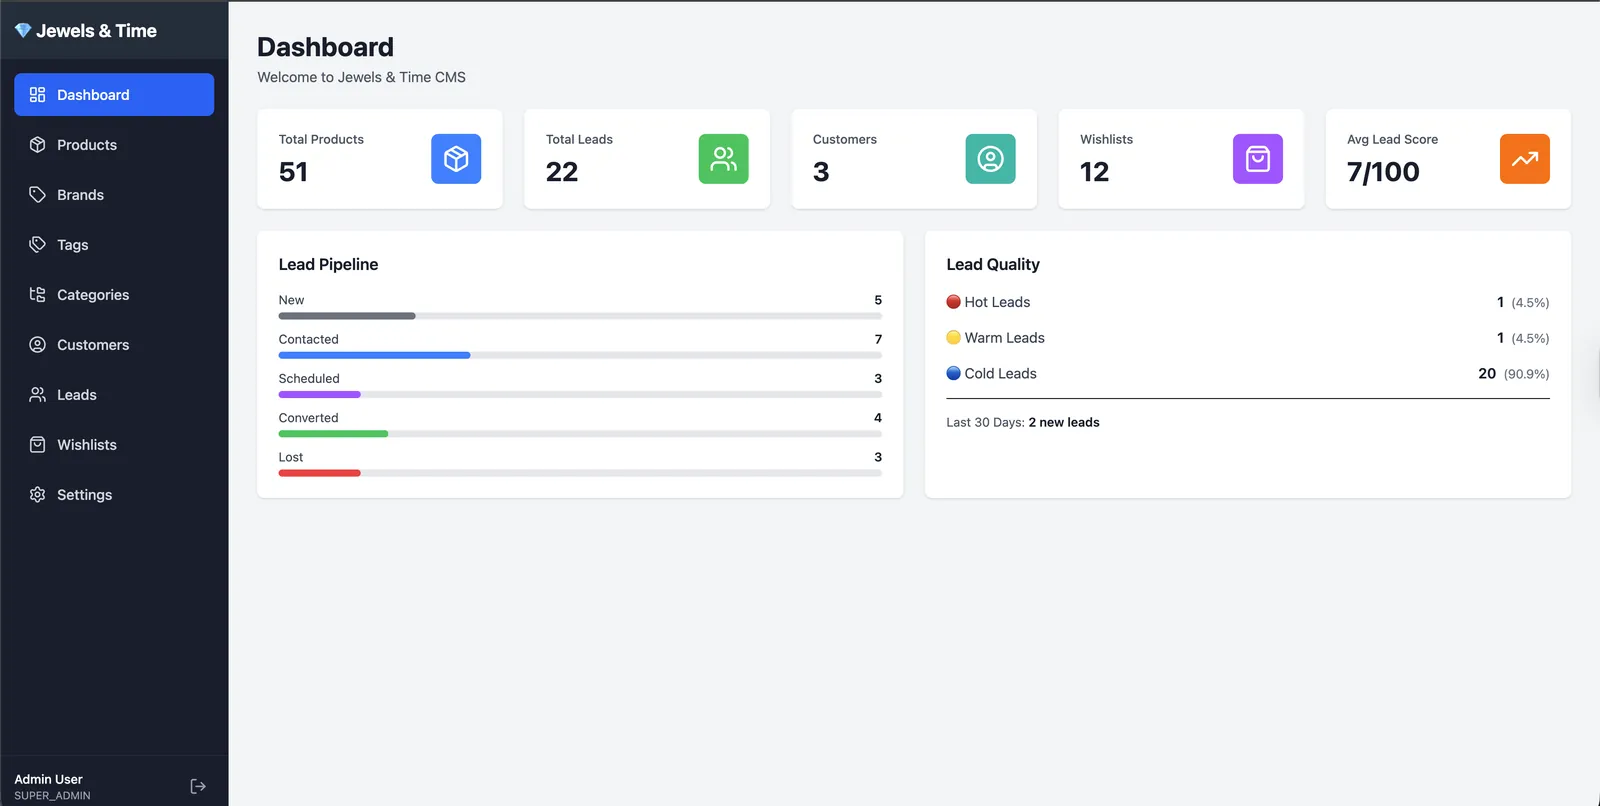 Jewels & Time
Dashboard
Products
Brands
Tags
Categories
Customers
Leads
Wishlists
Settings
Admin User
SUPER_ADMIN
Dashboard
Welcome to Jewels & Time CMS
Total Products
51
Total Leads
22
Customers
3
Wishlists
12
Avg Lead Score
7/100
Lead Pipeline
New 5
Contacted 7
Scheduled 3
Converted 4
Lost 3
Lead Quality
Hot Leads 1 (4.5%)
Warm Leads 1 (4.5%)
Cold Leads 20 (90.9%)
Last 30 Days: 2 new leads